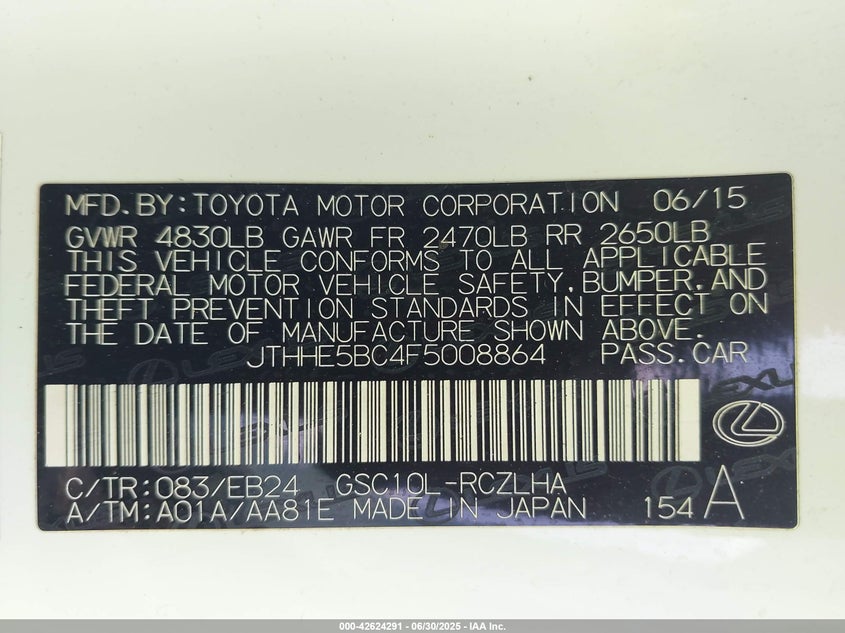 MFD.BY:TOYOTA MOTOR CORPORATION 06/15
GVWR 4830LB GAWR FR 2470LB RR 2650LB
THIS VEHICLE CONFORMS TO ALL APPLICABLE
FEDERAL MOTOR VEHICLE SAFETY,BUMPER,AND
THEFT PREVENTION STANDARDS IN EFFECT ON
THE DATE OF MANUFACTURE SHOWN ABOVE.
JTHHE5BC4F5008864 PASS.CAR
C/TR:083/EB24 GSC10L-RCZLHA
A/TM:A01A/AA81E MADE IN JAPAN 154 A
000-42624291 - 06/30/2025 - IAA Inc.